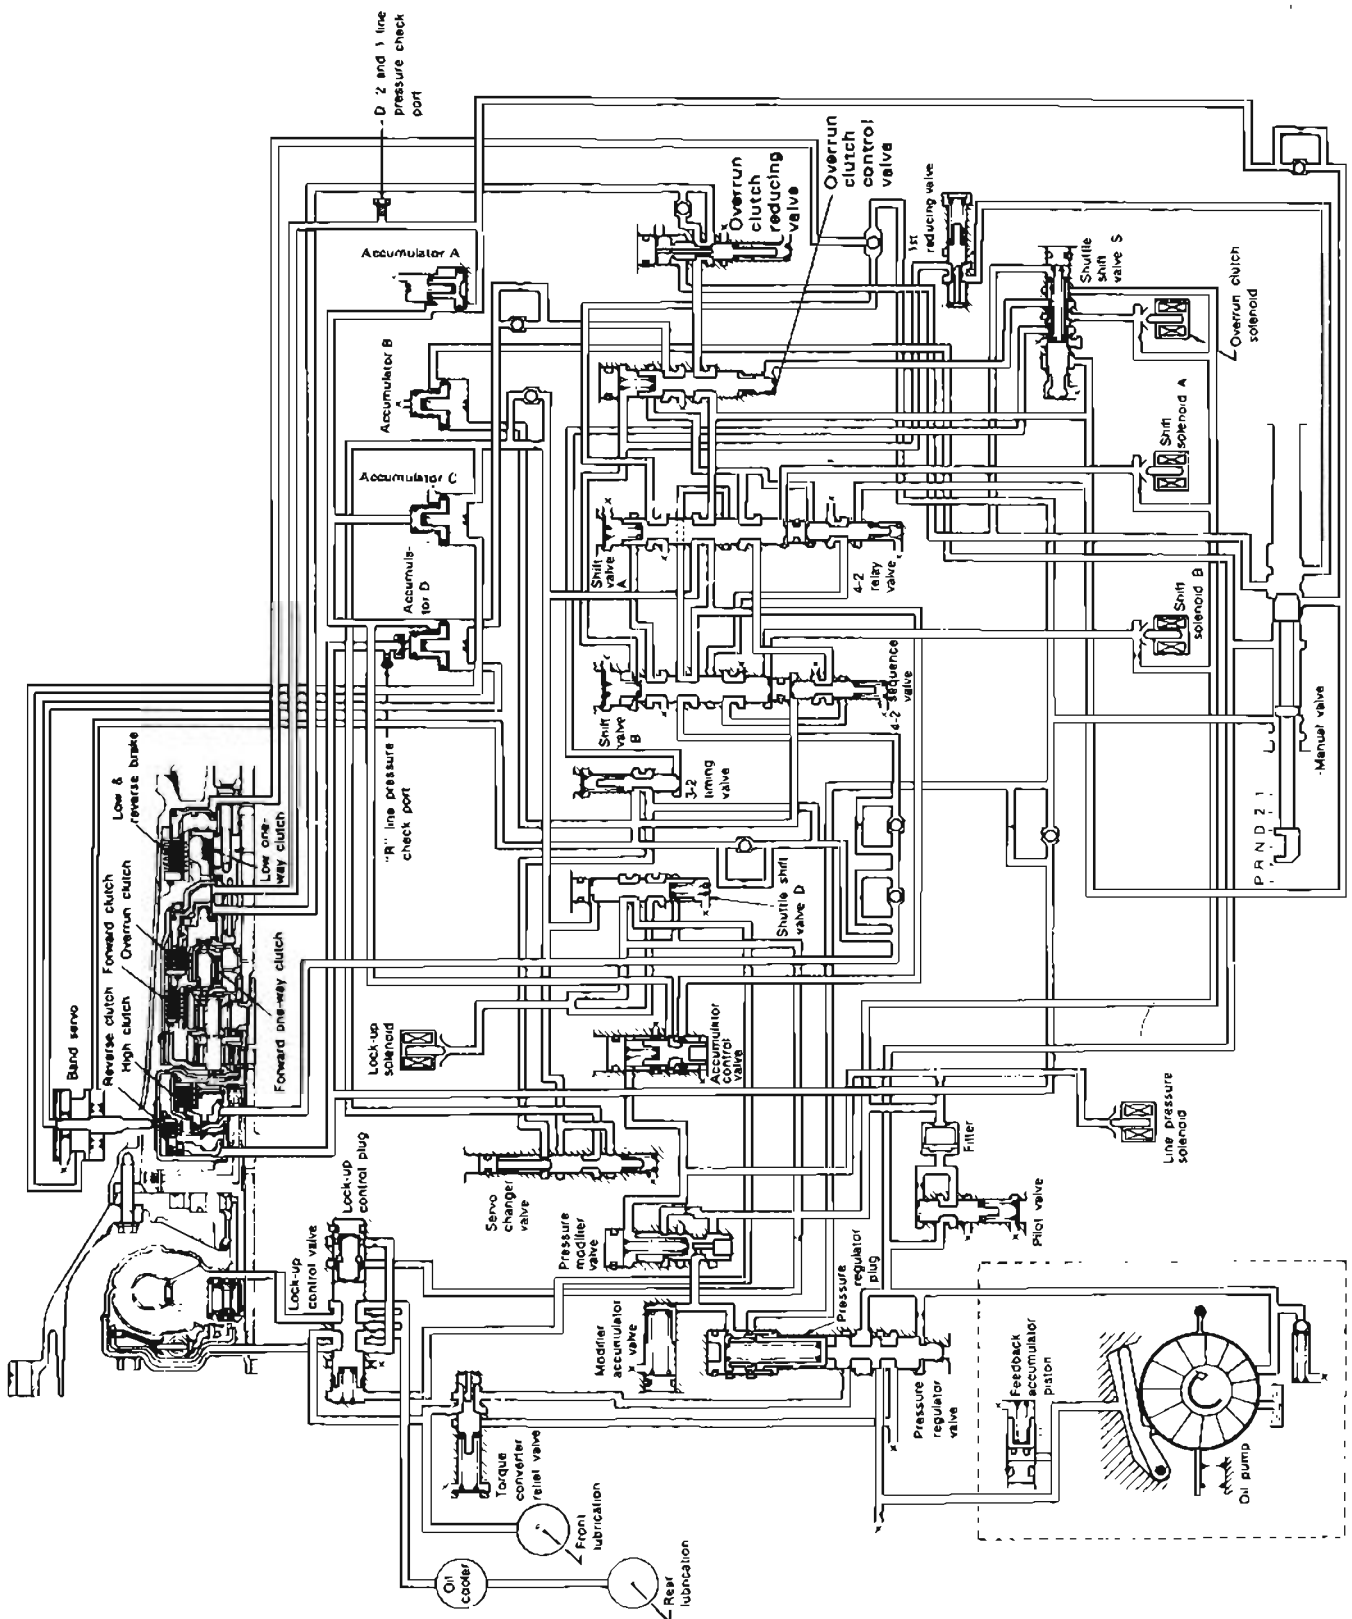 D 2 and 1 line
pressure check
port
Accumulator A
Accumulator B
Accumulator C
Accumula-
tor D
"R" line pressure
check port
Low &
reverse brake
Low one-
way clutch
Overrun clutch
Forward clutch
Forward one-way clutch
High clutch
Reverse clutch
Band servo
Overrun
clutch
reducing
valve
Overrun
clutch
control
valve
1st
reducing valve
Shuttle
shift
valve S
Overrun clutch
solenoid
Shift
solenoid A
Shift
solenoid B
Shift
valve
A
4-2
relay
valve
Shift
valve
B
4-2 sequence
valve
3-2
timing
valve
Shuttle shift
valve D
Manual valve
P R N D 2 1
Lock-up
solenoid
Accumulator
control
valve
Servo
changer
valve
Lock-up
control plug
Lock-up
control valve
Pressure
modifier
valve
Modifier
accumulator
valve
Pressure
regulator
plug
Pressure
regulator
valve
Filter
Pilot valve
Line pressure
solenoid
Torque
converter
relief valve
Front
lubrication
Oil
cooler
Rear
lubrication
Feedback
accumulator
piston
Oil pump